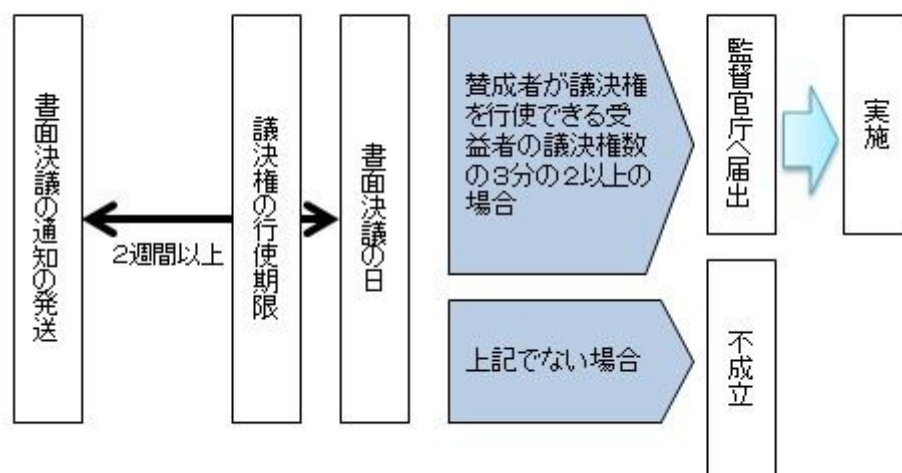 書面決議の通知の発送
2週間以上
議決権の行使期限
書面決議の日
賛成者が議決権
を行使できる受
益者の議決権数
の3分の2以上の
場合
監督官庁へ届出
実施
上記でない場合
不成立